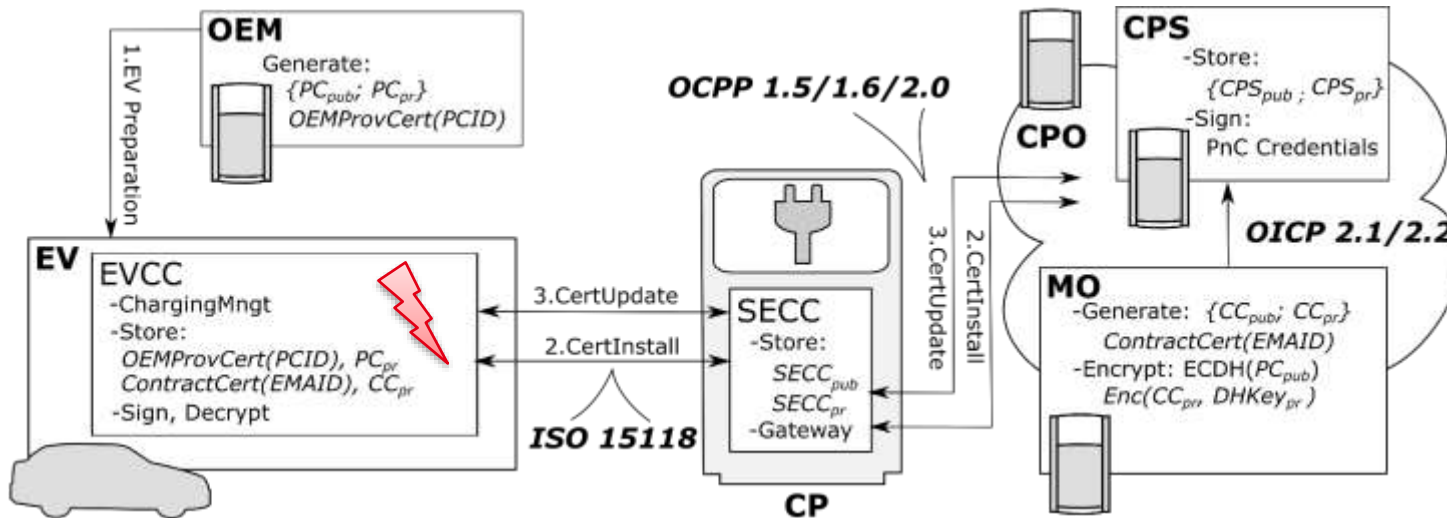 OEM
Generate:
{PCpub; PCpr}
OEMProvCert(PCID)
1.EV Preparation
EV
EVCC
-ChargingMngt
-Store:
OEMProvCert(PCID), PCpr
ContractCert(EMAID), CCpr
-Sign, Decrypt
3.CertUpdate
2.CertInstall
ISO 15118
OCPP 1.5/1.6/2.0
SECC
-Store:
SECCpub
SECCpr
-Gateway
CP
3.CertUpdate
2.CertInstall
CPO
CPS
-Store:
{CPSpub ; CPSpr}
-Sign:
PnC Credentials
OICP 2.1/2.2
MO
-Generate: {CCpub; CCpr}
ContractCert(EMAID)
-Encrypt: ECDH(PCpub)
Enc(CCpr, DHKeypr)